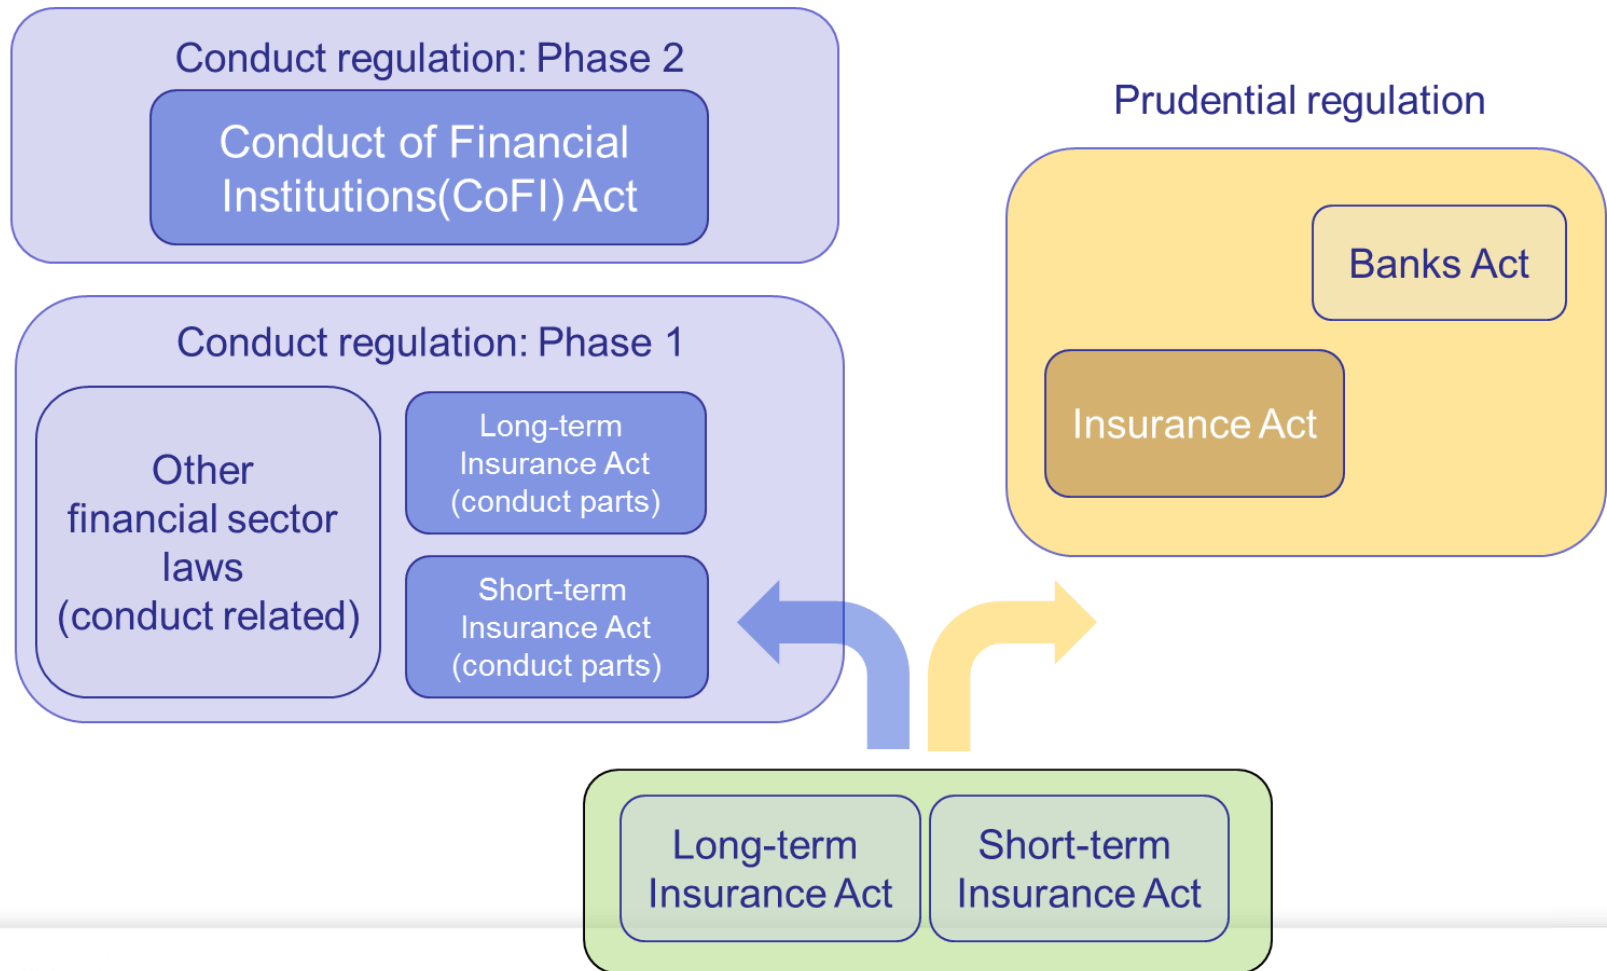 Conduct regulation: Phase 2
Conduct of Financial
Institutions(CoFI) Act
Conduct regulation: Phase 1
Other
financial sector
laws
(conduct related)
Long-term
Insurance Act
(conduct parts)
Short-term
Insurance Act
(conduct parts)
Prudential regulation
Banks Act
Insurance Act
Long-term
Insurance Act
Short-term
Insurance Act